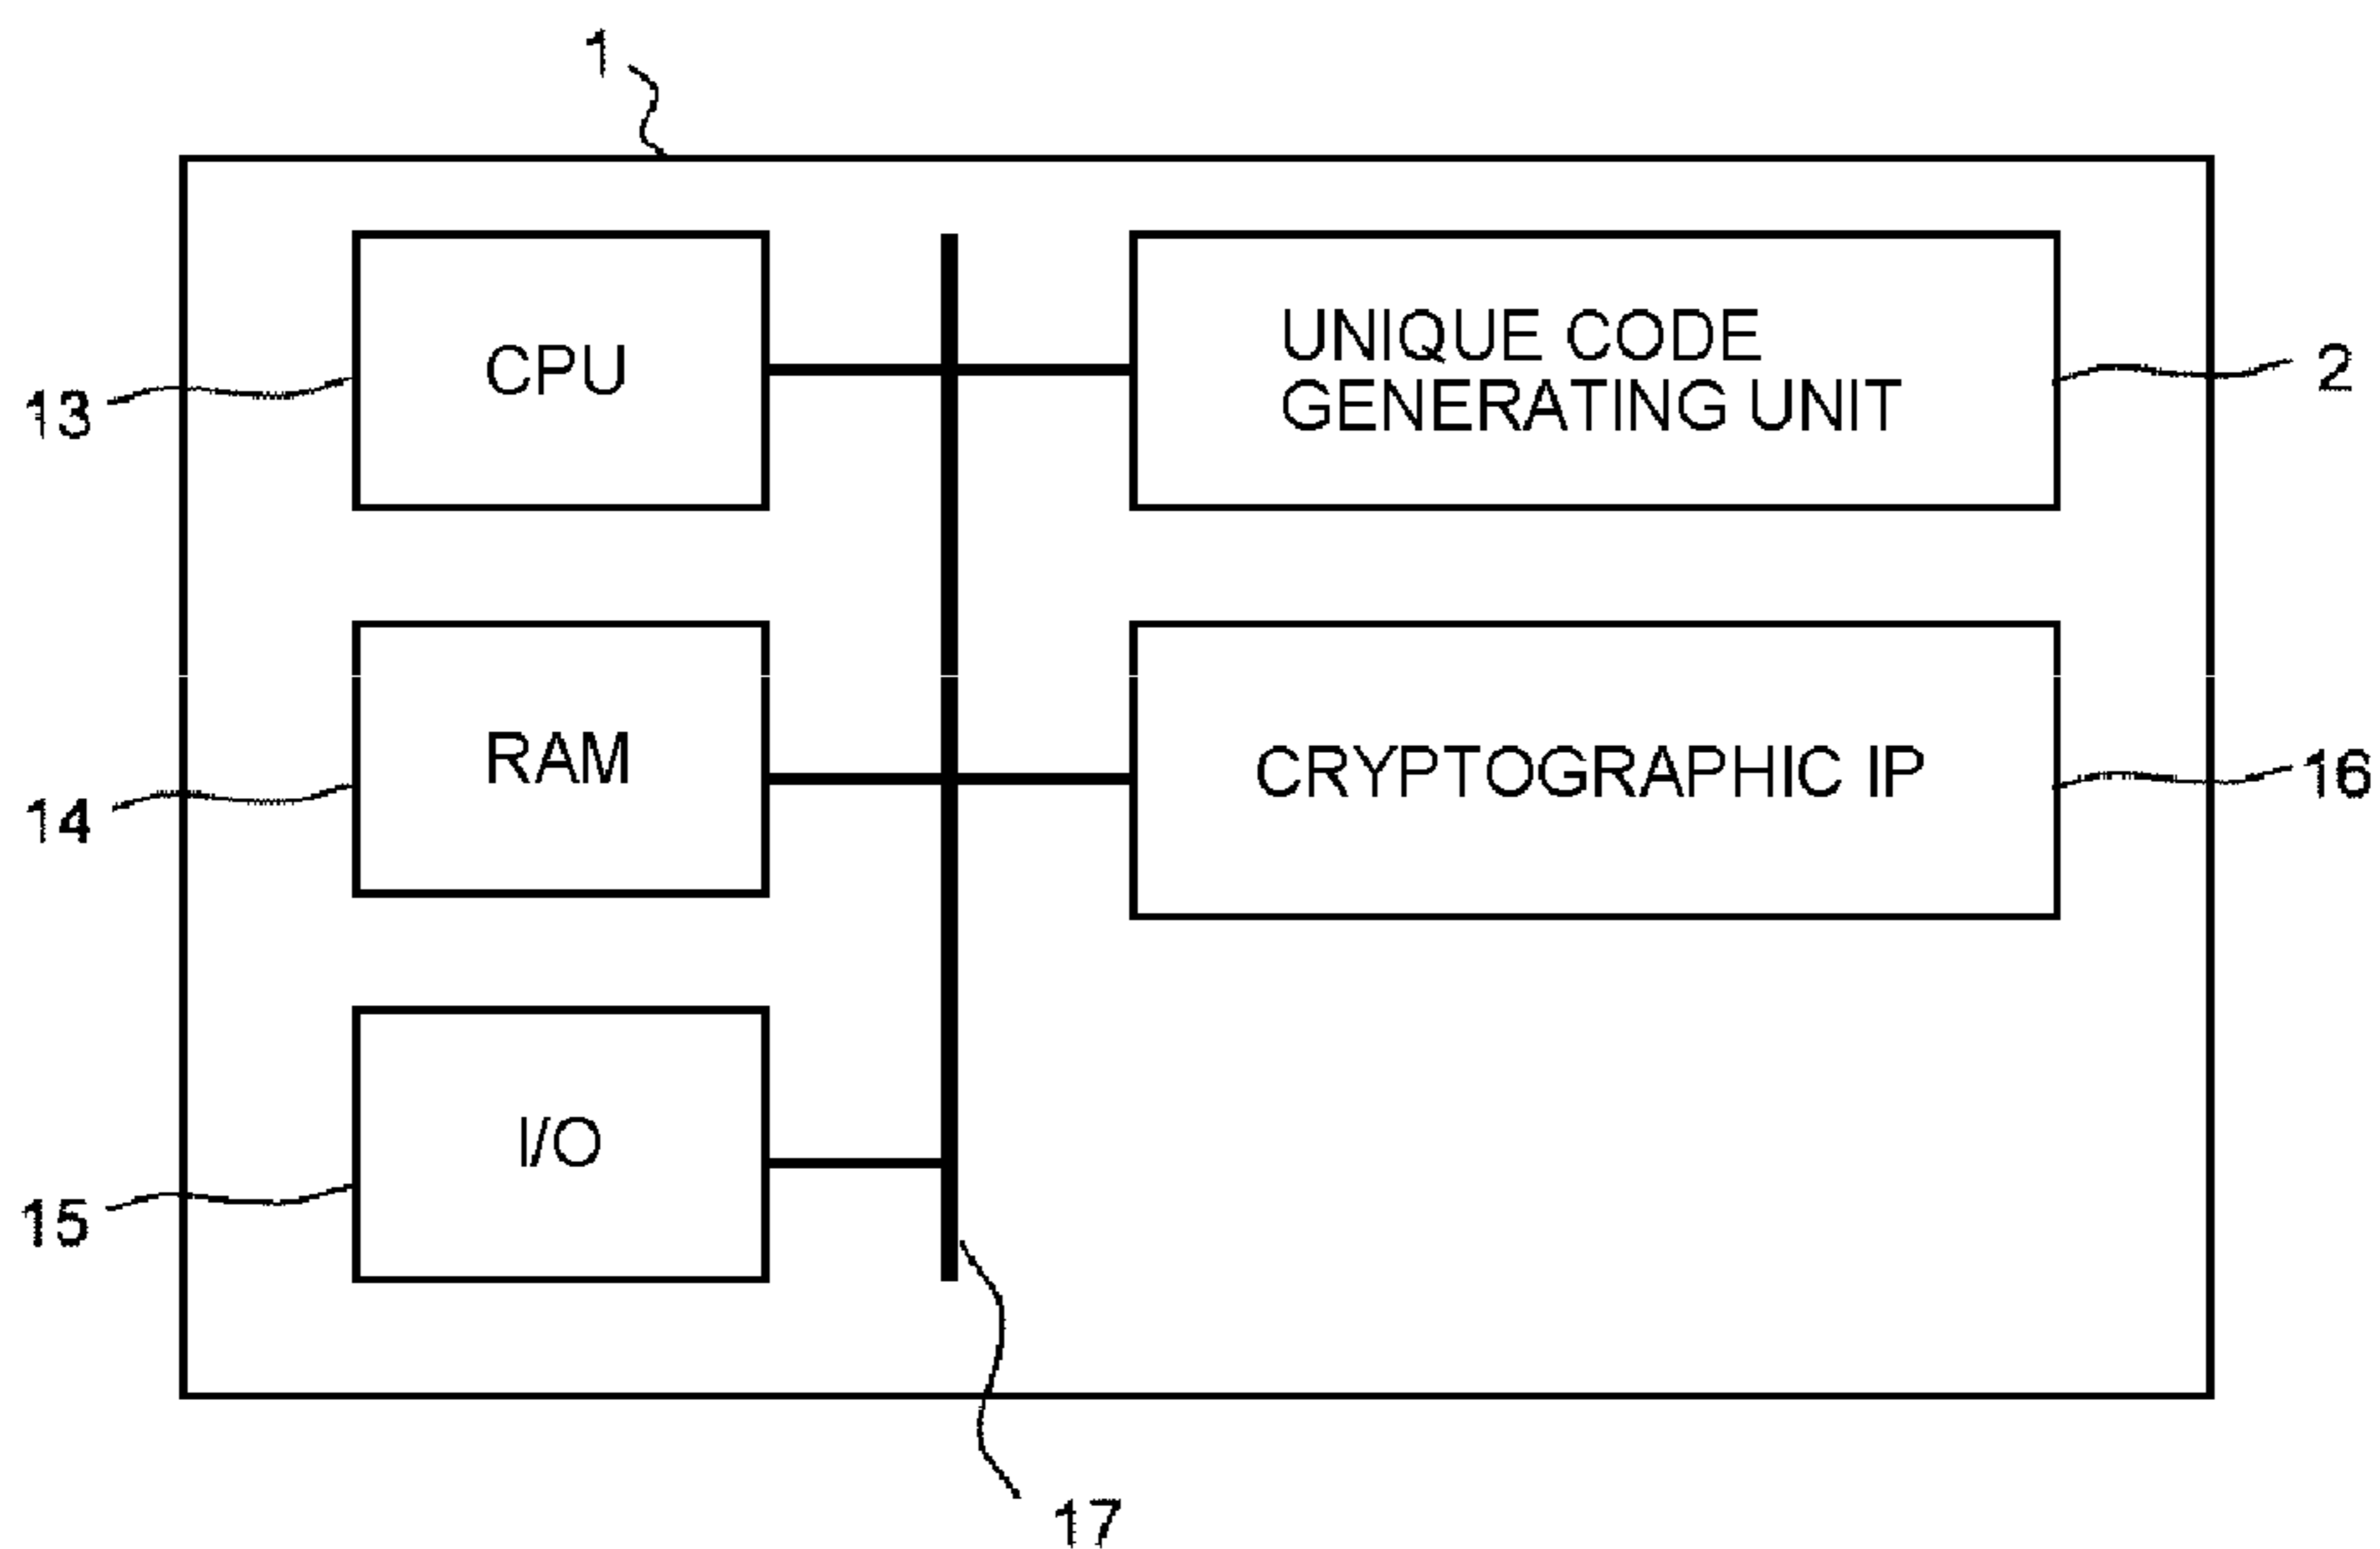 1
CPU
UNIQUE CODE
GENERATING UNIT
2
13
RAM
CRYPTOGRAPHIC IP
16
14
I/O
15
17